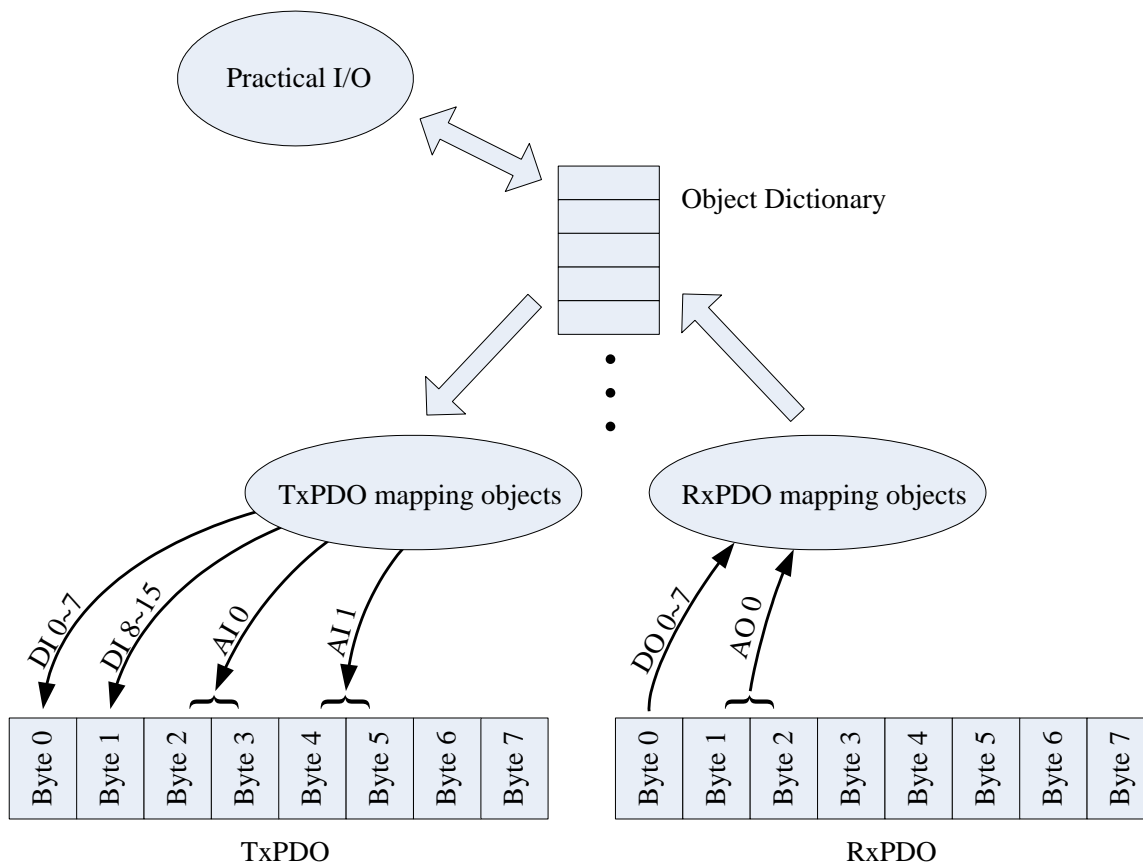 Practical I/O
Object Dictionary
TxPDO mapping objects
RxPDO mapping objects
DI 0~7
DI 8~15
AI 0
AI 1
DO 0~7
AO 0
Byte 0
Byte 1
Byte 2
Byte 3
Byte 4
Byte 5
Byte 6
Byte 7
Byte 0
Byte 1
Byte 2
Byte 3
Byte 4
Byte 5
Byte 6
Byte 7
TxPDO
RxPDO